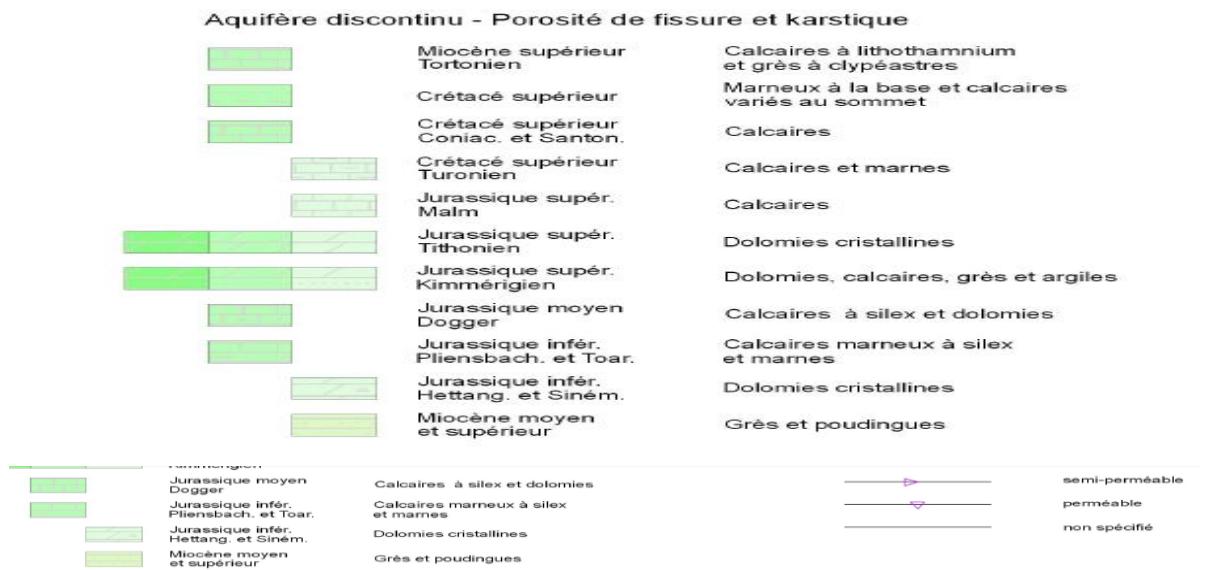 Aquifère discontinu - Porosité de fissure et karstique
Miocène supérieur
Tortonien
Calcaires à lithothamnium
et grès à clypéastres
Crétacé supérieur
Marneux à la base et calcaires
variés au sommet
Crétacé supérieur
Coniac. et Santon.
Calcaires
Crétacé supérieur
Turonien
Calcaires et marnes
Jurassique supér.
Malm
Calcaires
Jurassique supér.
Tithonien
Dolomies cristallines
Jurassique supér.
Kimmérigien
Dolomies, calcaires, grès et argiles
Jurassique moyen
Dogger
Calcaires à silex et dolomies
Jurassique infér.
Pliensbach. et Toar.
Calcaires marneux à silex
et marnes
Jurassique infér.
Hettang. et Siném.
Dolomies cristallines
Miocène moyen
et supérieur
Grès et poudingues
Kimmérigien
Jurassique moyen
Dogger
Calcaires à silex et dolomies
Jurassique infér.
Pliensbach. et Toar.
Calcaires marneux à silex
et marnes
Jurassique infér.
Hettang. et Siném.
Dolomies cristallines
Miocène moyen
et supérieur
Grès et poudingues
semi-perméable
perméable
non spécifié